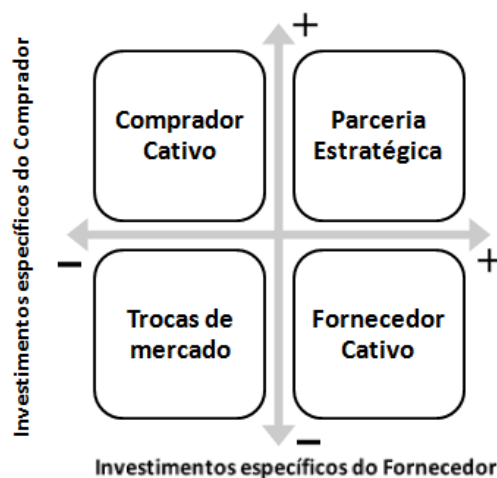 +
Investimentos específicos do Comprador
Comprador
Cativo
Parceria
Estratégica
−
+
Trocas de
mercado
Fornecedor
Cativo
−
Investimentos específicos do Fornecedor